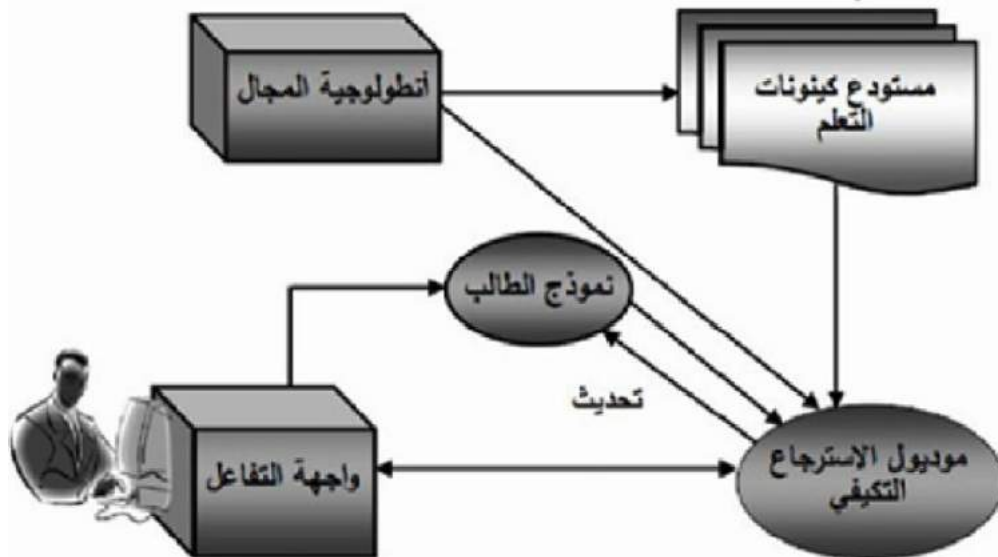 أنطولوجية المجال
مستودع كينونات
التعلم
نموذج الطالب
تحديث
واجهة التفاعل
موديول الاسترجاع
التكيفي